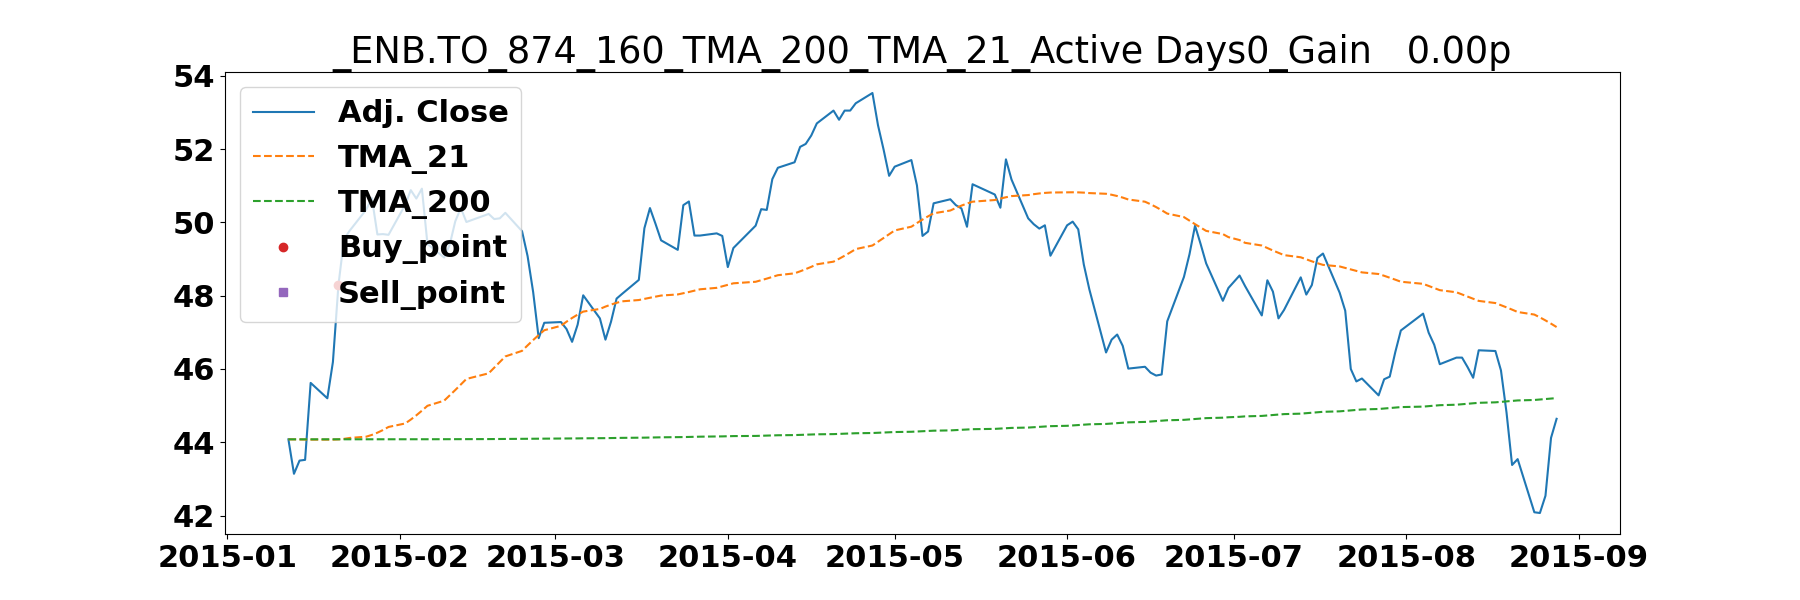 _ENB.TO_874_160_TMA_200_TMA_21_Active Days0_Gain   0.00p
54
52
50
48
46
44
42
Adj. Close
TMA_21
TMA_200
Buy_point
Sell_point
2015-01 2015-02 2015-03 2015-04 2015-05 2015-06 2015-07 2015-08 2015-09